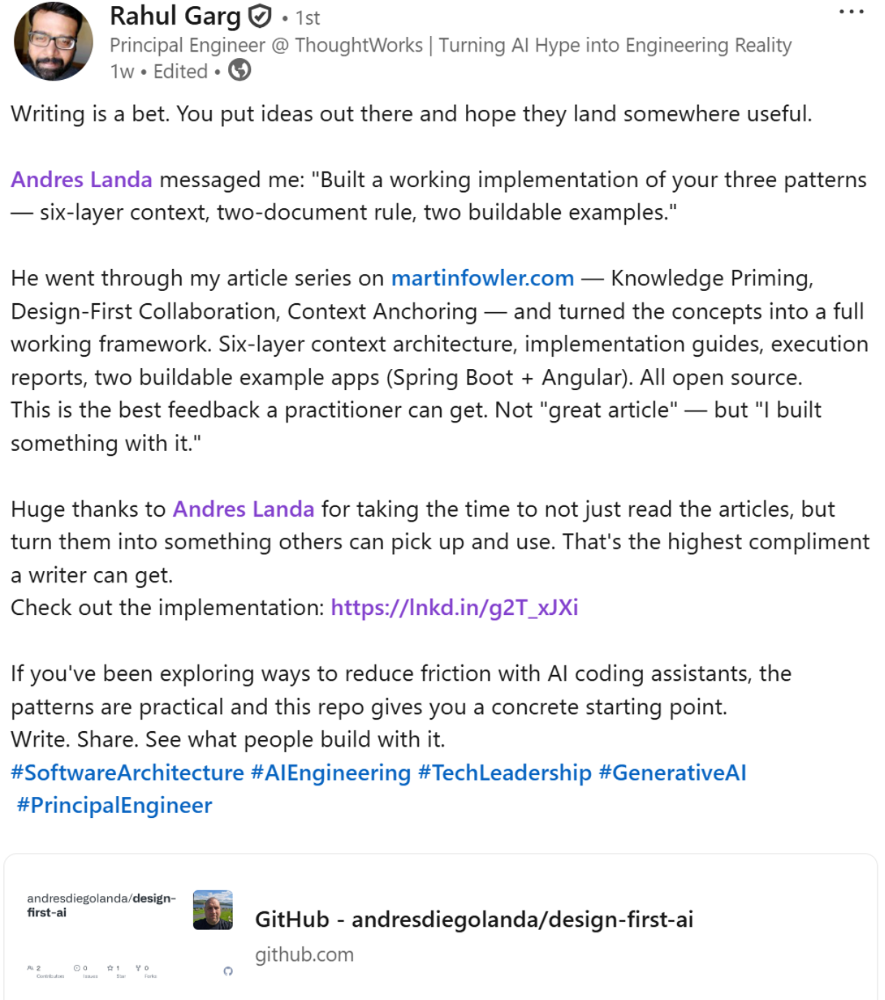 Rahul Garg • 1st
Principal Engineer @ ThoughtWorks | Turning AI Hype into Engineering Reality
1w • Edited •
Writing is a bet. You put ideas out there and hope they land somewhere useful.
Andres Landa messaged me: "Built a working implementation of your three patterns
— six-layer context, two-document rule, two buildable examples."
He went through my article series on martinfowler.com — Knowledge Priming,
Design-First Collaboration, Context Anchoring — and turned the concepts into a full
working framework. Six-layer context architecture, implementation guides, execution
reports, two buildable example apps (Spring Boot + Angular). All open source.
This is the best feedback a practitioner can get. Not "great article" — but "I built
something with it."
Huge thanks to Andres Landa for taking the time to not just read the articles, but
turn them into something others can pick up and use. That's the highest compliment
a writer can get.
Check out the implementation: https://lnkd.in/g2T_xJXi
If you've been exploring ways to reduce friction with AI coding assistants, the
patterns are practical and this repo gives you a concrete starting point.
Write. Share. See what people build with it.
#SoftwareArchitecture #AIEngineering #TechLeadership #GenerativeAI
#PrincipalEngineer
andresdiegolanda/design-
first-ai
GitHub - andresdiegolanda/design-first-ai
github.com
2 0 1 0
Contributors Issues Star Forks